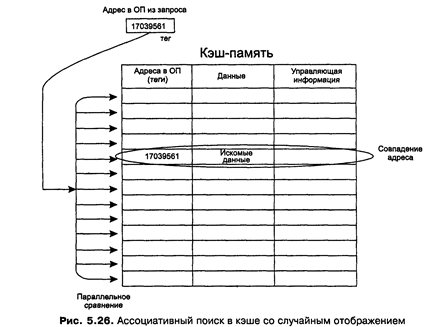 Адрес в ОП из запроса
17039561
тег
Кэш-память
Адреса в ОП
(теги)
Данные
Управляющая
информация
17039561
Искомые
данные
Совпадение
адреса
Параллельное
сравнение
Рис. 5.26. Ассоциативный поиск в кэше со случайным отображением